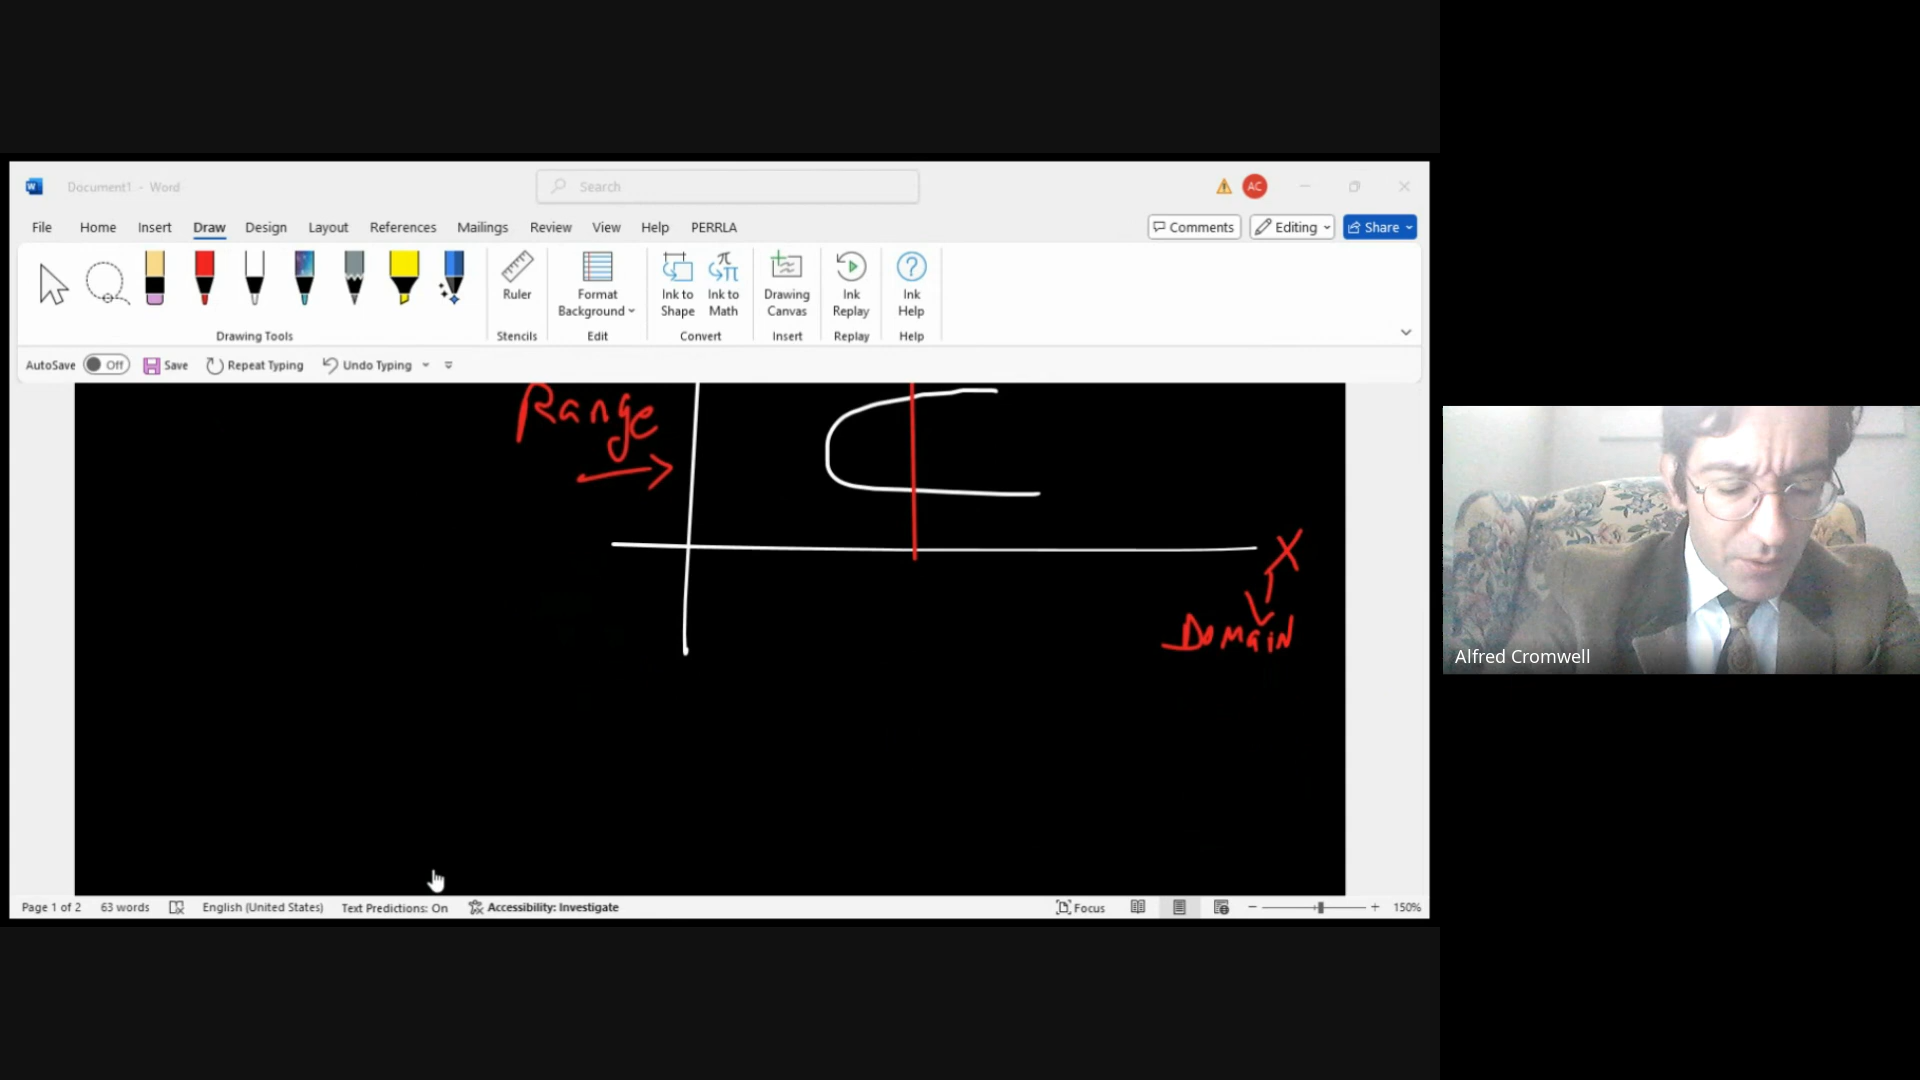 Document1 - Word
Search
AC
File Home Insert Draw Design Layout References Mailings Review View Help PERRLA
Comments Editing Share
Ruler
Format Background
Ink to Shape
Ink to Math
Drawing Canvas
Ink Replay
Ink Help
Drawing Tools Stencils Edit Convert Insert Replay Help
AutoSave Off Save Repeat Typing Undo Typing
Range
X
Domain
Alfred Cromwell
Page 1 of 2 63 words English (United States) Text Predictions: On Accessibility: Investigate Focus 150%